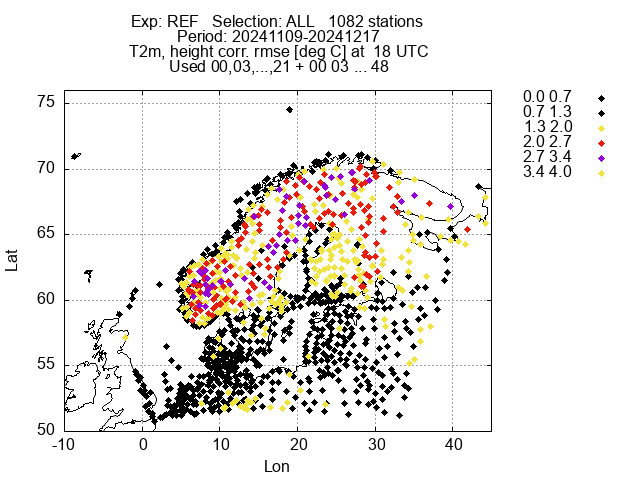 Exp: REF   Selection: ALL   1082 stations
Period: 20241109-20241217
T2m, height corr. rmse [deg C] at  18 UTC
Used 00,03,...,21 + 00 03 ... 48
0.0 0.7
0.7 1.3
1.3 2.0
2.0 2.7
2.7 3.4
3.4 4.0
75
70
65
60
55
50
Lat
-10 0 10 20 30 40
Lon